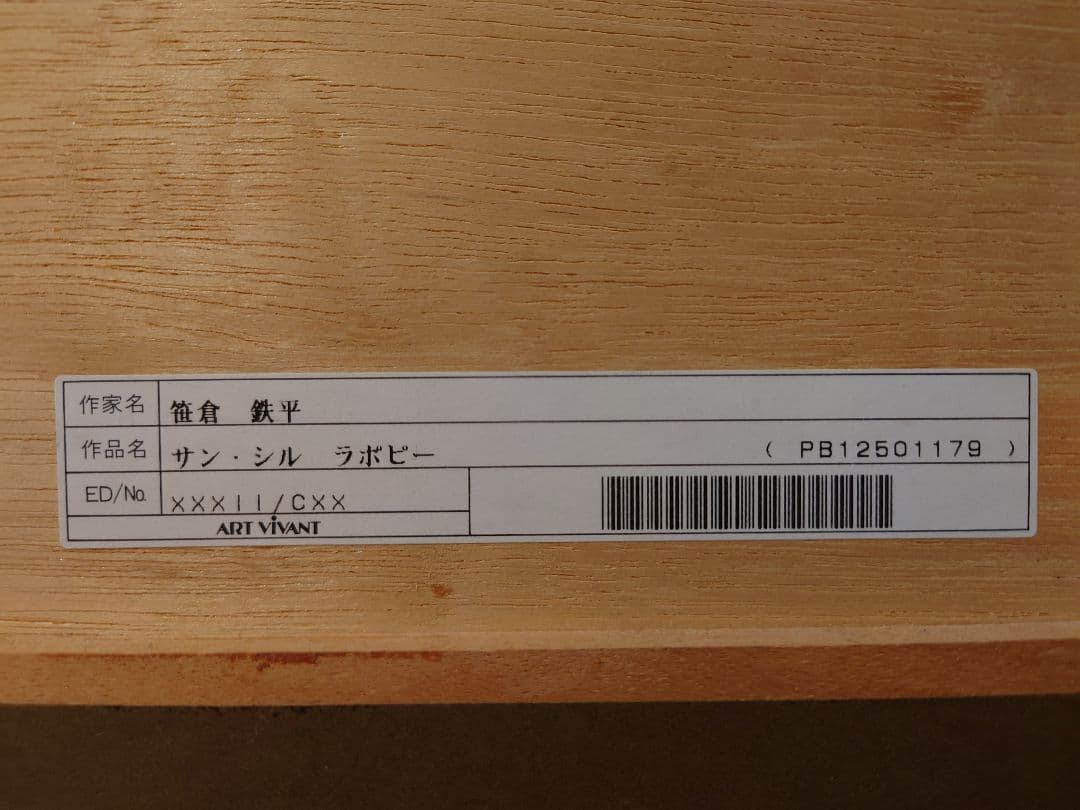 作家名 笹倉 鉄平
作品名 サン・シル ラボピー ( PB12501179 )
ED/No. XXXII/CXX
ART ViVANT